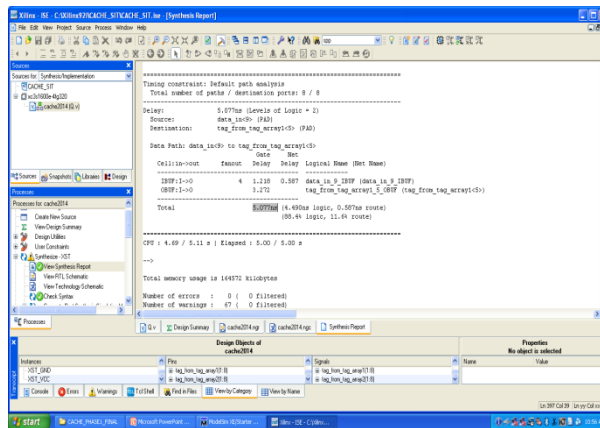 Xilinx - ISE - C:\Xilinx92i\CACHE_SIT\CACHE_SIT.ise - [Synthesis Report]
File Edit View Project Source Process Window Help
Sources
Sources for: Synthesis/Implementation
CACHE_SIT
xc3s1600e-4fg320
cache2014 (Q.v)
Sources Snapshots Libraries Design
Processes
Processes for: cache2014
Create New Source
View Design Summary
Design Utilities
User Constraints
Synthesize - XST
View Synthesis Report
View RTL Schematic
View Technology Schematic
Check Syntax
Processes
Timing constraint: Default path analysis
Total number of paths / destination ports: 8 / 8
Delay: 5.077ns (Levels of Logic = 2)
Source: data_in<9> (PAD)
Destination: tag_from_tag_array1<5> (PAD)
Data Path: data_in<9> to tag_from_tag_array1<5>
Gate Net
Cell:in->out fanout Delay Delay Logical Name (Net Name)
IBUF:I->O 4 1.218 0.587 data_in_9_IBUF (data_in_9_IBUF)
OBUF:I->O 3.272 tag_from_tag_array1_5_OBUF (tag_from_tag_array1<5>)
Total 5.077ns (4.490ns logic, 0.587ns route)
(88.4% logic, 11.6% route)
CPU : 4.89 / 5.11 s | Elapsed : 5.00 / 5.00 s
-->
Total memory usage is 164572 kilobytes
Number of errors : 0 ( 0 filtered)
Number of warnings : 67 ( 0 filtered)
Q.v Design Summary cache2014.ngr cache2014.ngc Synthesis Report
Design Objects of
cache2014
Properties
No object is selected
Instances Pins Signals Name Value
XST_GND tag_from_tag_array1(1:8) tag_from_tag_array1(1:8)
XST_VCC tag_from_tag_array2(1:8) tag_from_tag_array2(1:8)
Transcript
Console Errors Warnings Tcl Shell Find in Files View by Category View by Name
Ln 397 Col 29
start CACHE_PHASE1_FINAL Microsoft PowerPoint ... ModelSim XE/Starter ... Xilinx - ISE - C:\Xilin...